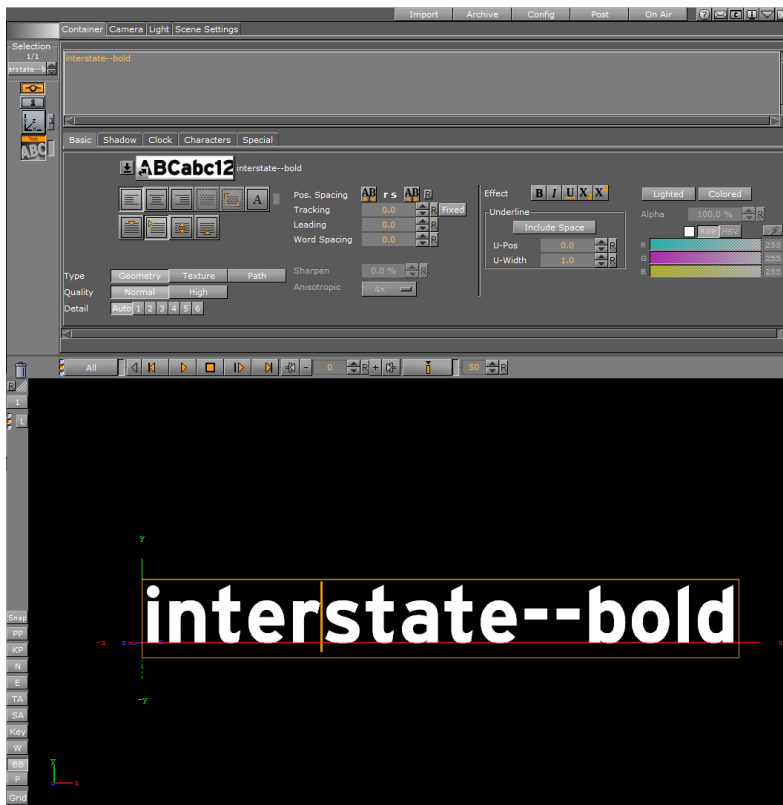 Import Archive Config Post On Air
Container Camera Light Scene Settings
Selection
1/1
erstate--b
interstate--bold
Text
ABC
Basic Shadow Clock Characters Special
ABCabc12 interstate--bold
A
Pos. Spacing AB r s AB R
Tracking 0.0 R Fixed
Leading 0.0 R
Word Spacing 0.0 R
Sharpen 0.0 % R
Anisotropic 4x
Type Geometry Texture Path
Quality Normal High
Detail Auto 1 2 3 4 5 6
Effect B I U X X
Underline
Include Space
U-Pos 0.0 R
U-Width 1.0 R
Lighted Colored
Alpha 100.0 % R
RGB HSV
R 255
G 255
B 255
All - 0 R + 50 R
R
1
L
y
interstate--bold
-x x
-y
Snap
PP
KP
N
E
TA
SA
Key
W
BB
P
Grid
y
x